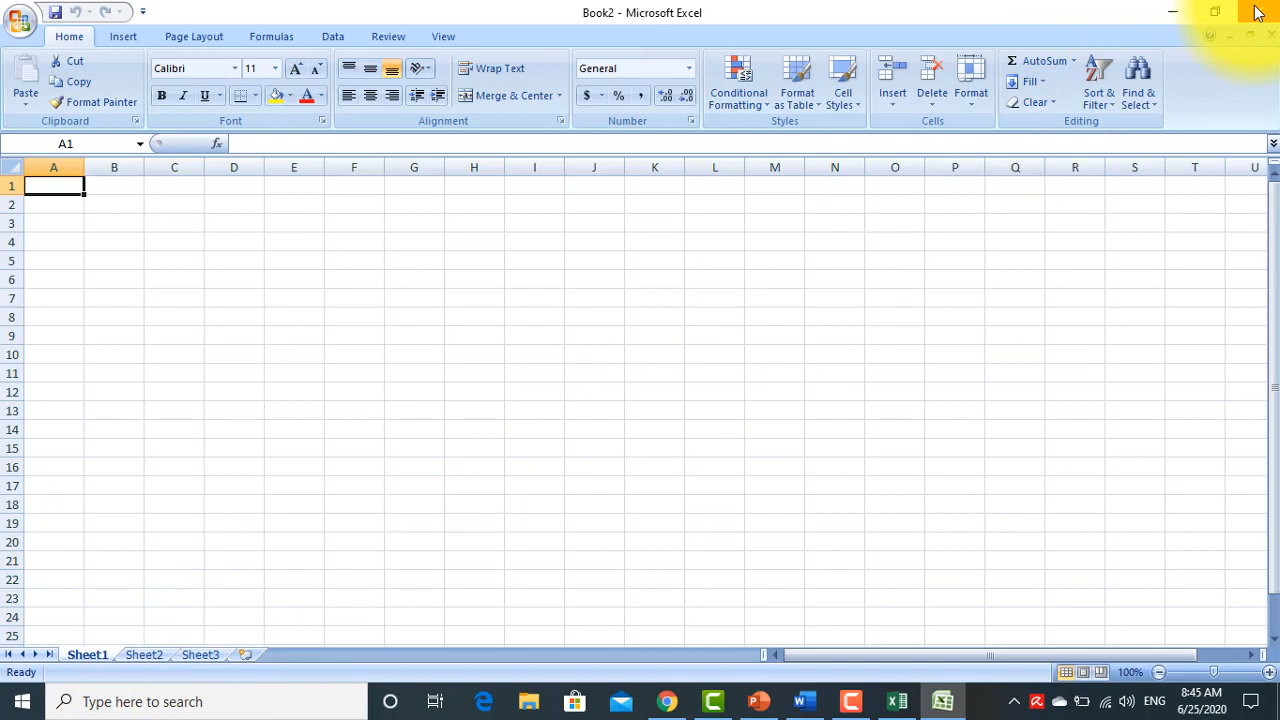 Book2 - Microsoft Excel
Home Insert Page Layout Formulas Data Review View
Paste Cut Calibri 11 Wrap Text General Conditional Formatting Format as Table Cell Styles Insert Delete Format AutoSum Sort & Filter Find & Select
Copy Fill
Format Painter B I U A Merge & Center $ % , .0 .00 .00 .0 Clear
Clipboard Font Alignment Number Styles Cells Editing
A1 fx
A B C D E F G H I J K L M N O P Q R S T U
1
2
3
4
5
6
7
8
9
10
11
12
13
14
15
16
17
18
19
20
21
22
23
24
25
Sheet1 Sheet2 Sheet3
Ready 100%
Type here to search ENG 8:45 AM
6/25/2020